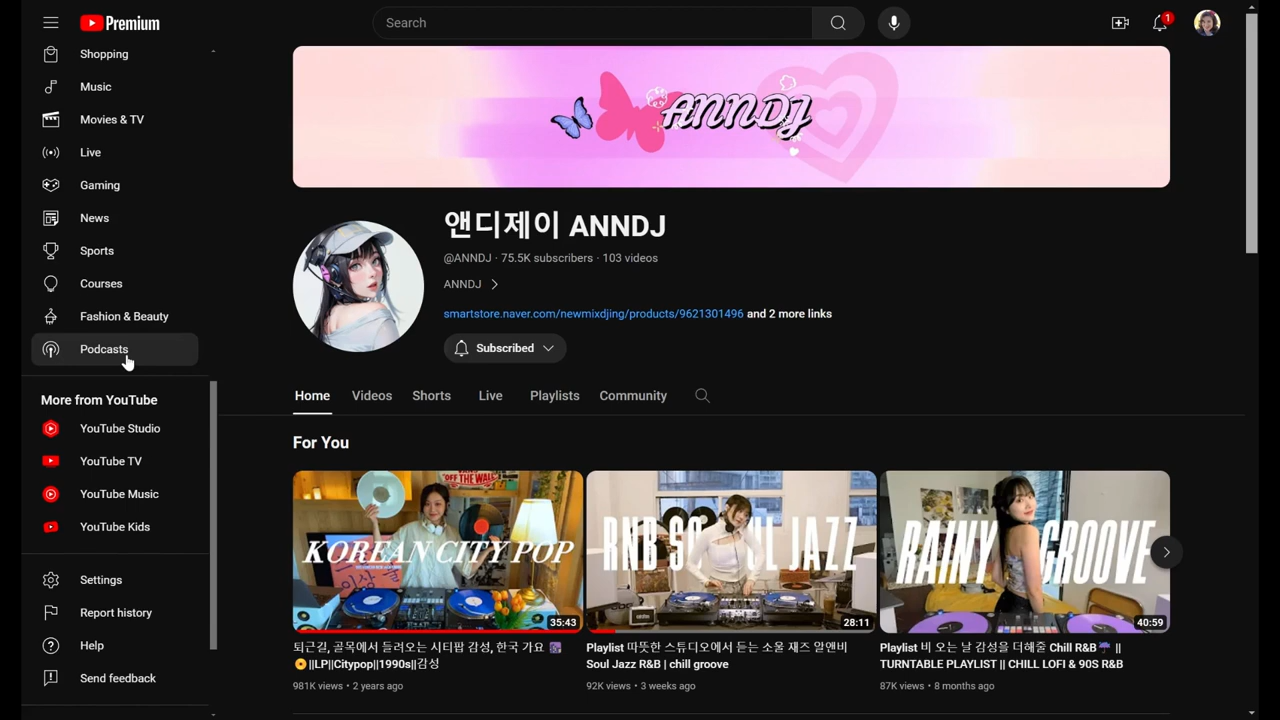 Premium
Search
1
Shopping
Music
Movies & TV
Live
Gaming
News
Sports
Courses
Fashion & Beauty
Podcasts
More from YouTube
YouTube Studio
YouTube TV
YouTube Music
YouTube Kids
Settings
Report history
Help
Send feedback
ANNDJ
앤디제이 ANNDJ
@ANNDJ · 75.5K subscribers · 103 videos
ANNDJ
smartstore.naver.com/newmixdjing/products/9621301496 and 2 more links
Subscribed
Home Videos Shorts Live Playlists Community
For You
"OFF THE WALL"
KOREAN CITY POP
35:43
퇴근길, 골목에서 들려오는 시티팝 감성, 한국 가요
||LP||Citypop||1990s||감성
981K views • 2 years ago
RNB SOUL JAZZ
28:11
Playlist 따뜻한 스튜디오에서 듣는 소울 재즈 알앤비
Soul Jazz R&B | chill groove
92K views • 3 weeks ago
RAINY GROOVE
40:59
Playlist 비 오는 날 감성을 더해줄 Chill R&B☔ ||
TURNTABLE PLAYLIST || CHILL LOFI & 90S R&B
87K views • 8 months ago